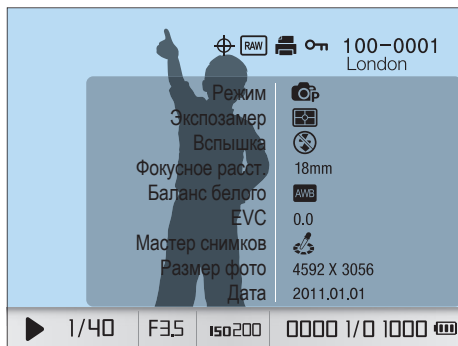 RAW 100-0001
London
Режим P
Экспозамер
Вспышка
Фокусное расст. 18mm
Баланс белого AWB
EVC 0.0
Мастер снимков
Размер фото 4592 X 3056
Дата 2011.01.01
1/40 F3,5 ISO200 0000 1/0 1000